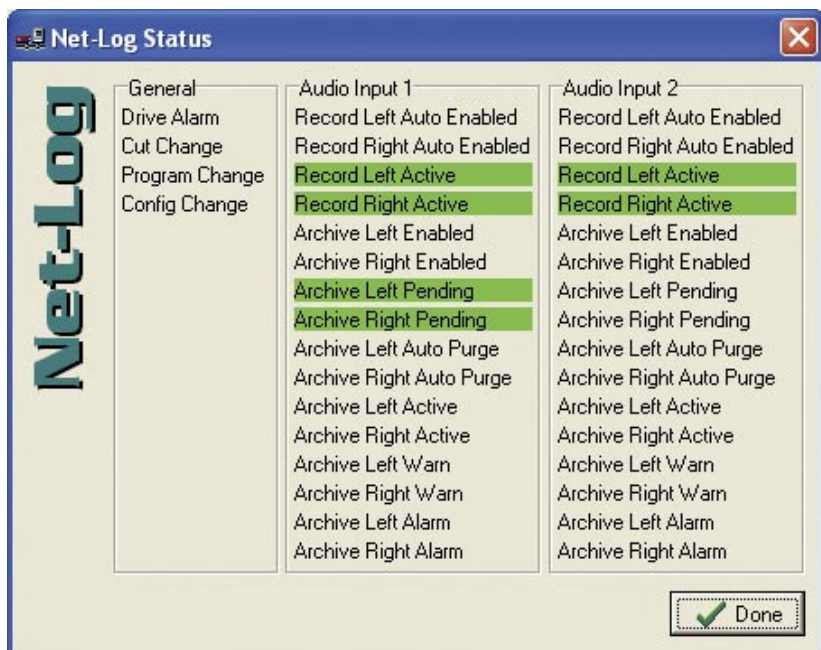 Net-Log Status
Net-Log
General
Drive Alarm
Cut Change
Program Change
Config Change
Audio Input 1
Record Left Auto Enabled
Record Right Auto Enabled
Record Left Active
Record Right Active
Archive Left Enabled
Archive Right Enabled
Archive Left Pending
Archive Right Pending
Archive Left Auto Purge
Archive Right Auto Purge
Archive Left Active
Archive Right Active
Archive Left Warn
Archive Right Warn
Archive Left Alarm
Archive Right Alarm
Audio Input 2
Record Left Auto Enabled
Record Right Auto Enabled
Record Left Active
Record Right Active
Archive Left Enabled
Archive Right Enabled
Archive Left Pending
Archive Right Pending
Archive Left Auto Purge
Archive Right Auto Purge
Archive Left Active
Archive Right Active
Archive Left Warn
Archive Right Warn
Archive Left Alarm
Archive Right Alarm
Done